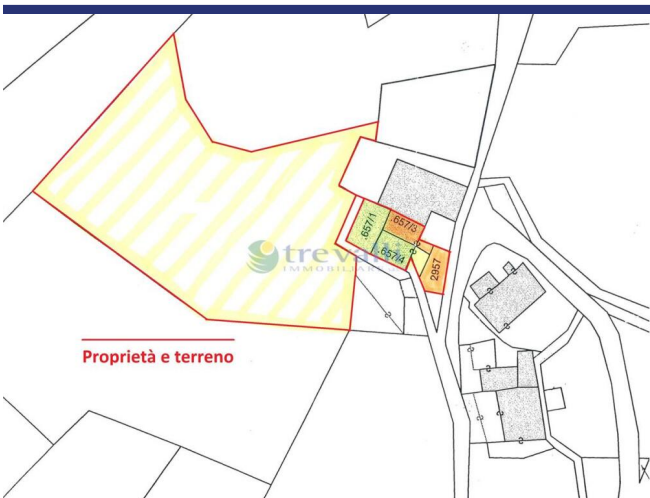 .657/1
.657/3
.657/4
2957
trevalli
IMMOBILIARE
Proprietà e terreno